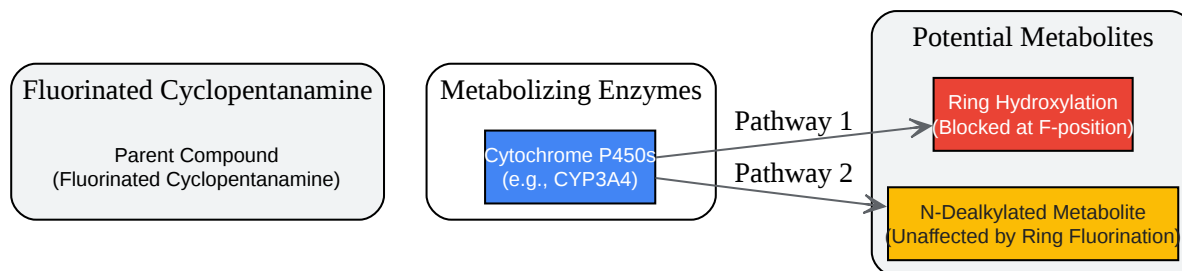 Fluorinated Cyclopentanamine
Parent Compound
(Fluorinated Cyclopentanamine)
Metabolizing Enzymes
Cytochrome P450s
(e.g., CYP3A4)
Pathway 1
Pathway 2
Potential Metabolites
Ring Hydroxylation
(Blocked at F-position)
N-Dealkylated Metabolite
(Unaffected by Ring Fluorination)